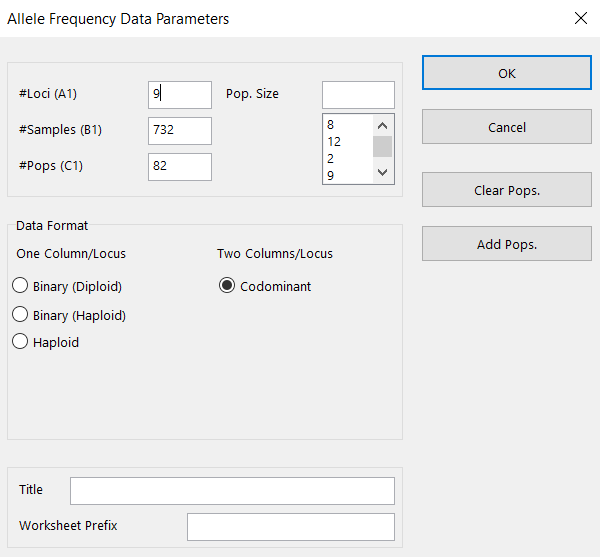 Allele Frequency Data Parameters
#Loci (A1) 9 Pop. Size
#Samples (B1) 732
#Pops (C1) 82
8
12
2
9
OK
Cancel
Clear Pops.
Add Pops.
Data Format
One Column/Locus Two Columns/Locus
Binary (Diploid) Codominant
Binary (Haploid)
Haploid
Title
Worksheet Prefix